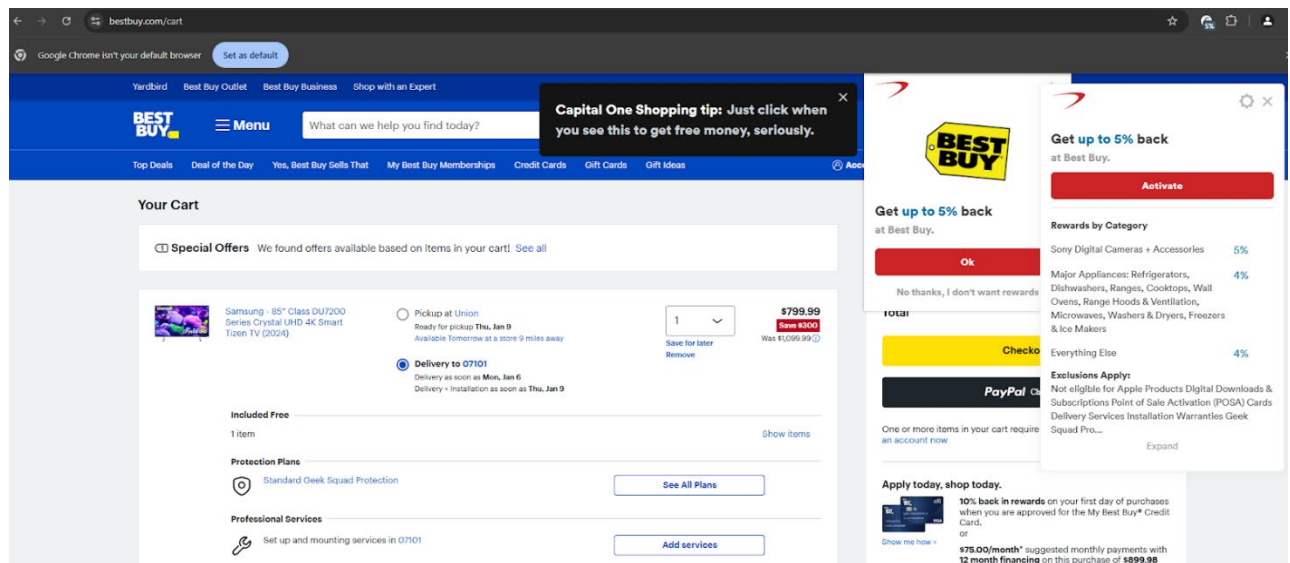 bestbuy.com/cart
5%
Google Chrome isn't your default browser
Set as default
Yardbird Best Buy Outlet Best Buy Business Shop with an Expert
BEST
BUY
Menu
What can we help you find today?
Capital One Shopping tip: Just click when
you see this to get free money, seriously.
Top Deals Deal of the Day Yes, Best Buy Sells That My Best Buy Memberships Credit Cards Gift Cards Gift Ideas
Acco
Your Cart
Special Offers We found offers available based on items in your cart! See all
Samsung - 85" Class DU7200
Series Crystal UHD 4K Smart
Tizen TV (2024)
Pickup at Union
Ready for pickup Thu, Jan 9
Available Tomorrow at a store 9 miles away
Delivery to 07101
Delivery as soon as Mon, Jan 6
Delivery + Installation as soon as Thu, Jan 9
1
Save for later
Remove
$799.99
Save $300
Was $1,099.99
Included Free
1 item
Show items
Protection Plans
Standard Geek Squad Protection
See All Plans
Professional Services
Set up and mounting services in 07101
Add services
BEST
BUY
Get up to 5% back
at Best Buy.
Ok
No thanks, I don't want rewards
Total
Checko
PayPal
One or more items in your cart require
an account now
Apply today, shop today.
10% back in rewards on your first day of purchases
when you are approved for the My Best Buy® Credit
Card.
or
Show me how
$75.00/month* suggested monthly payments with
12 month financing on this purchase of $899.98
Get up to 5% back
at Best Buy.
Activate
Rewards by Category
Sony Digital Cameras + Accessories 5%
Major Appliances: Refrigerators, 4%
Dishwashers, Ranges, Cooktops, Wall
Ovens, Range Hoods & Ventilation,
Microwaves, Washers & Dryers, Freezers
& Ice Makers
Everything Else 4%
Exclusions Apply:
Not eligible for Apple Products Digital Downloads &
Subscriptions Point of Sale Activation (POSA) Cards
Delivery Services Installation Warranties Geek
Squad Pro...
Expand